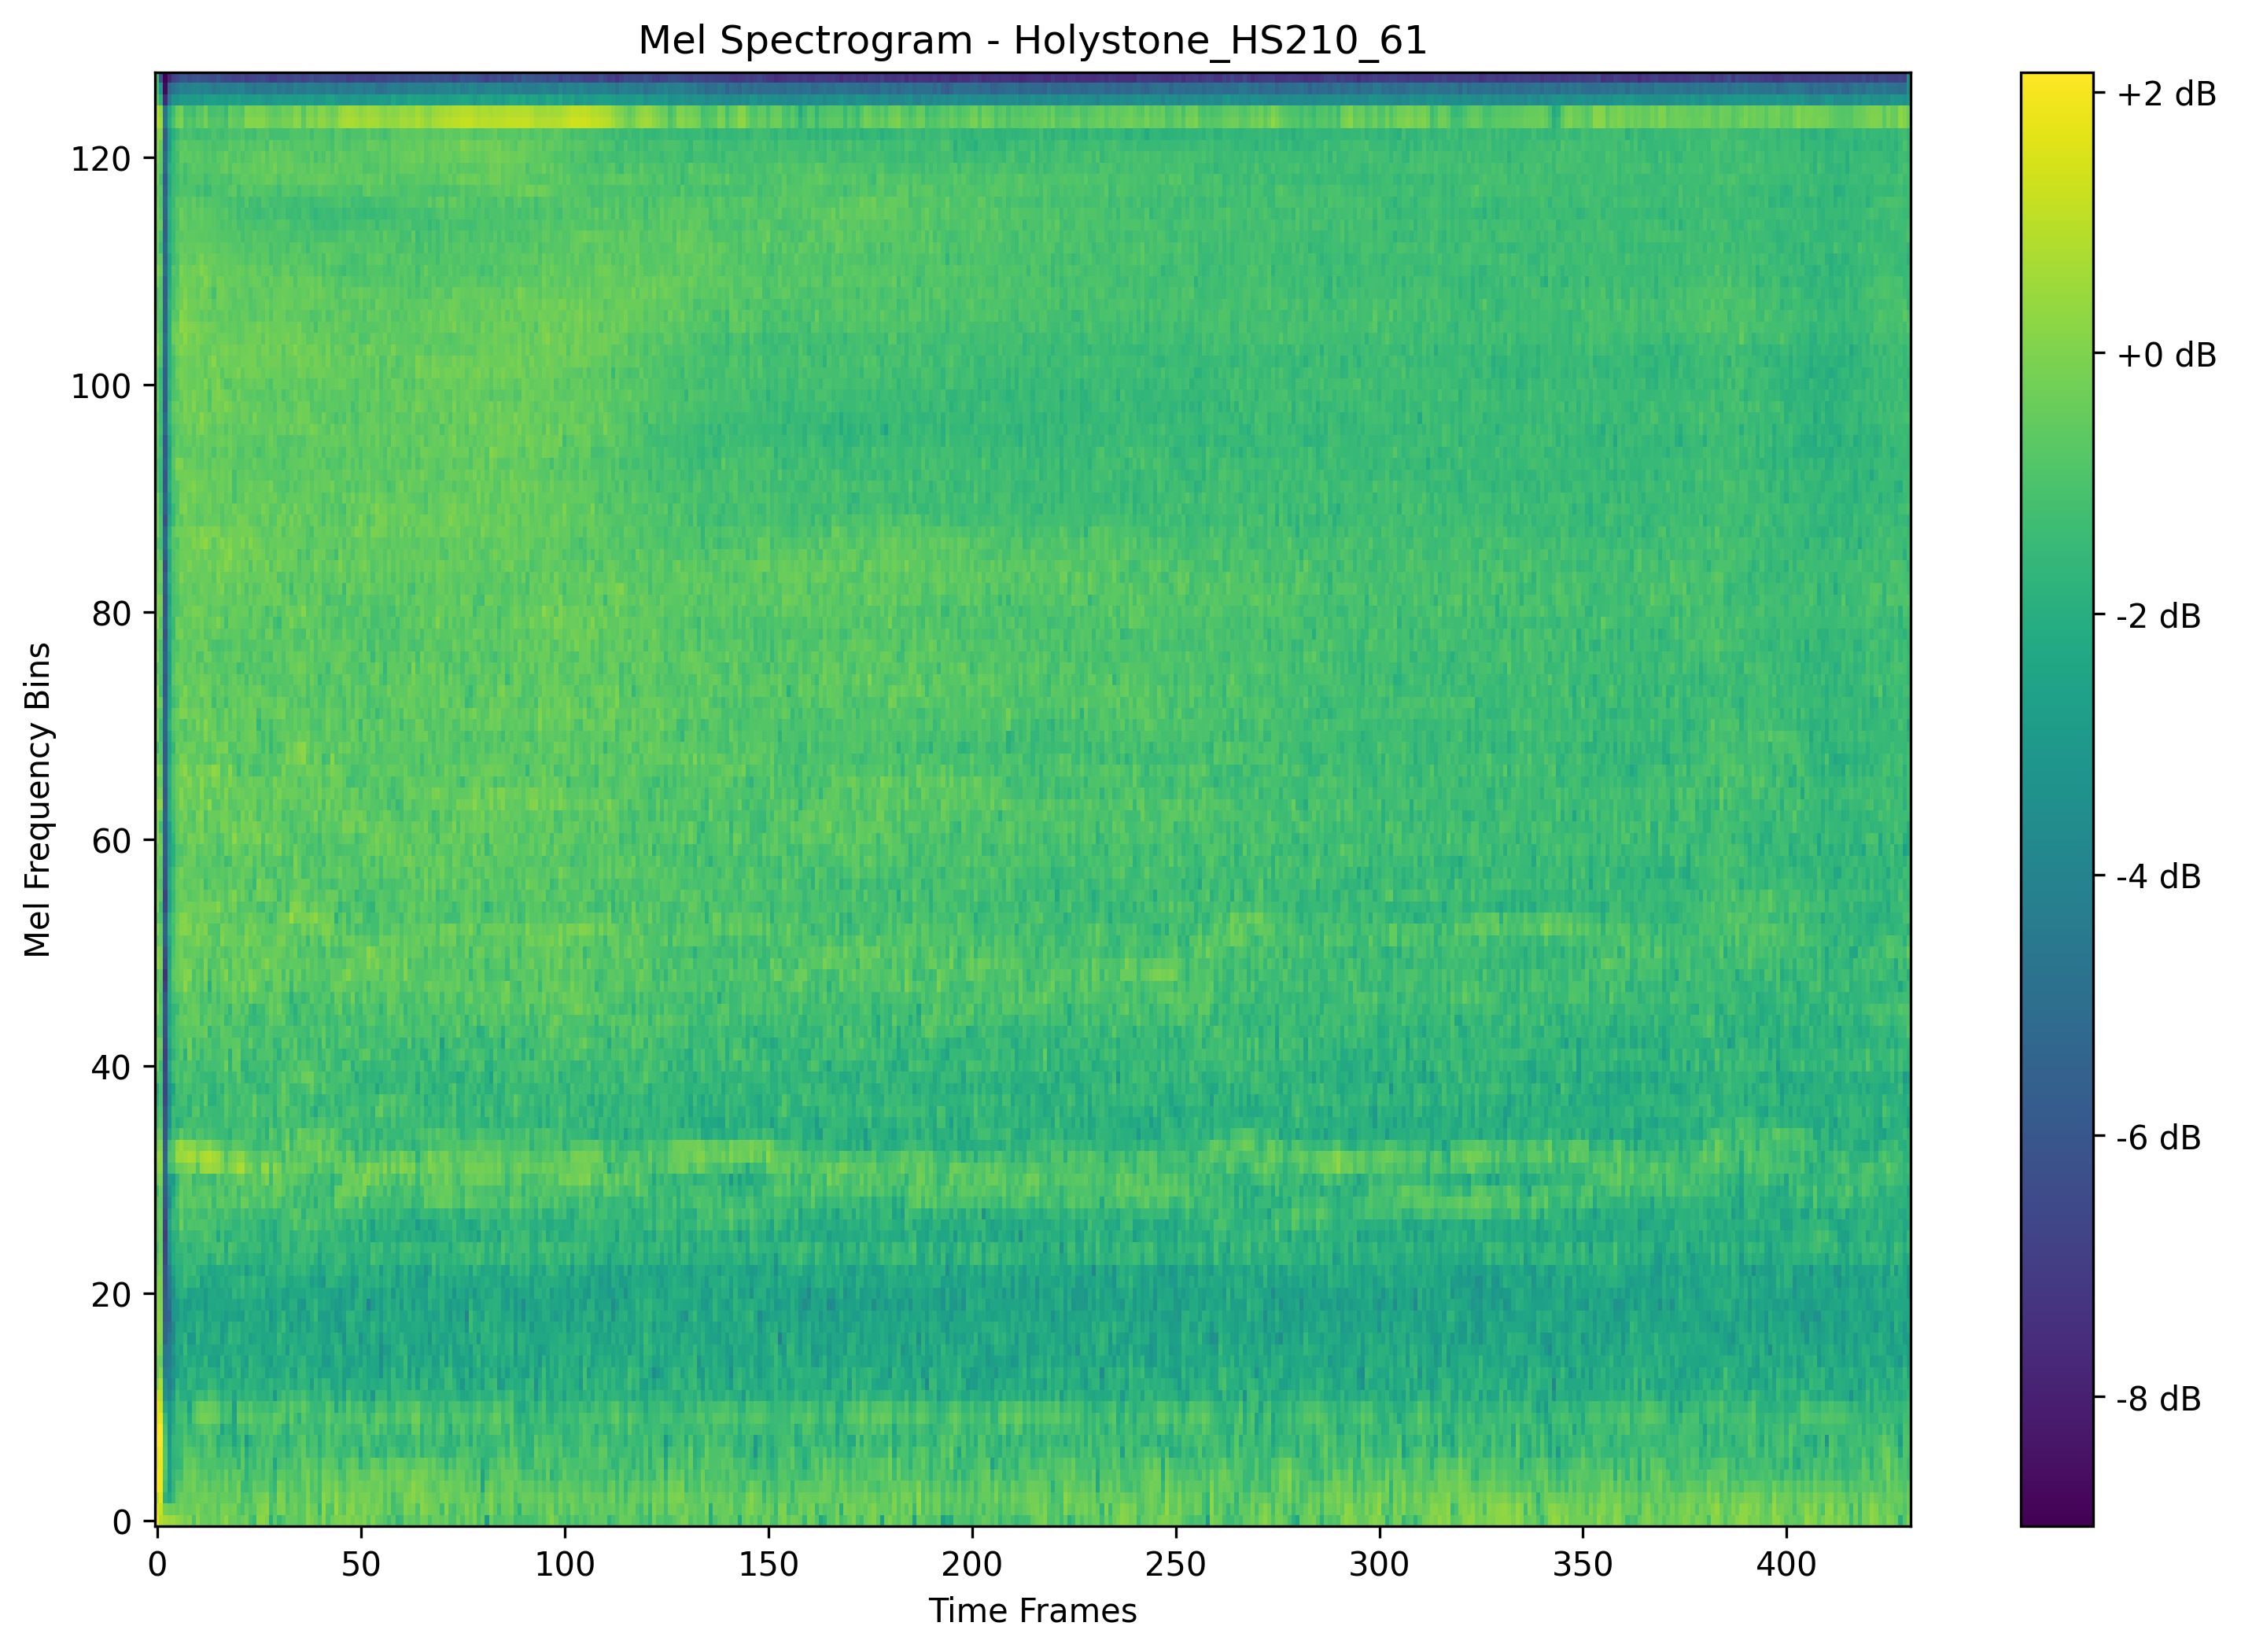 Mel Spectrogram - Holystone_HS210_61
Mel Frequency Bins
120
100
80
60
40
20
0
0 50 100 150 200 250 300 350 400
Time Frames
+2 dB
+0 dB
-2 dB
-4 dB
-6 dB
-8 dB